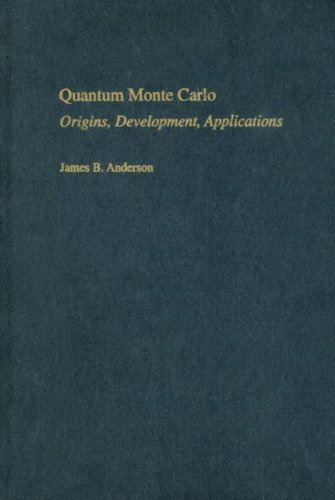 Quantum Monte Carlo
Origins, Development, Applications
James B. Anderson